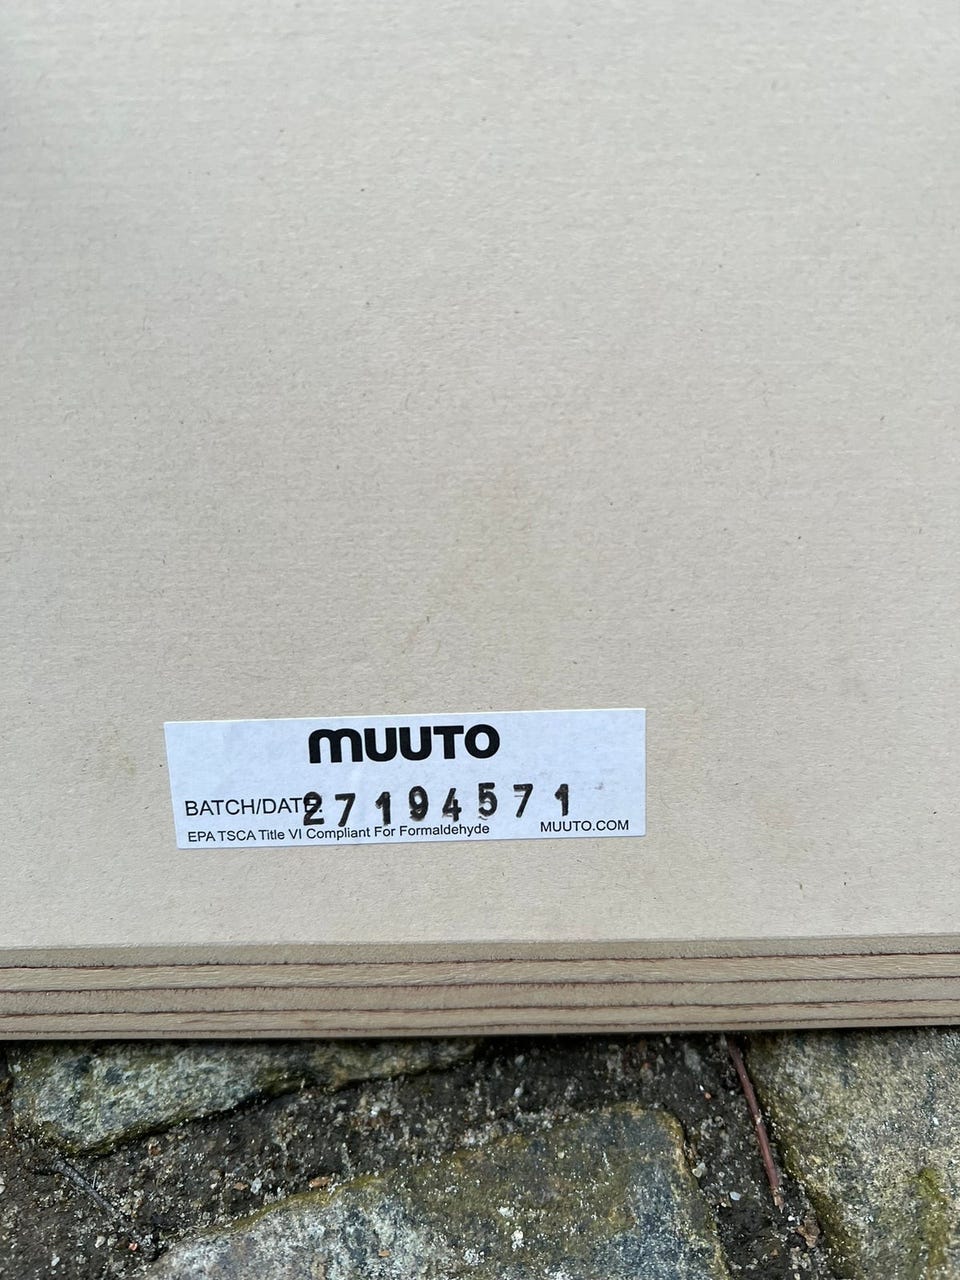 MUUTO
BATCH/DATE: 27194571
EPA TSCA Title VI Compliant For Formaldehyde
MUUTO.COM